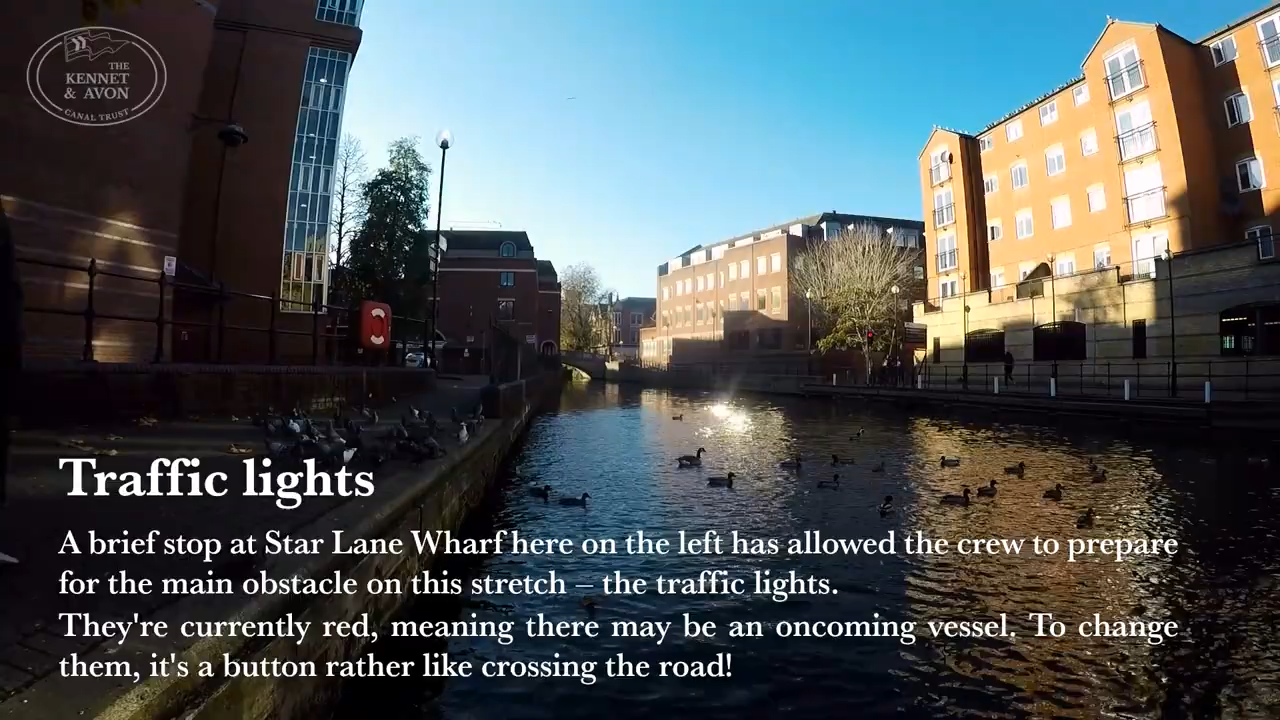 THE
KENNET
& AVON
CANAL TRUST
Traffic lights
A brief stop at Star Lane Wharf here on the left has allowed the crew to prepare
for the main obstacle on this stretch – the traffic lights.
They're currently red, meaning there may be an oncoming vessel. To change
them, it's a button rather like crossing the road!